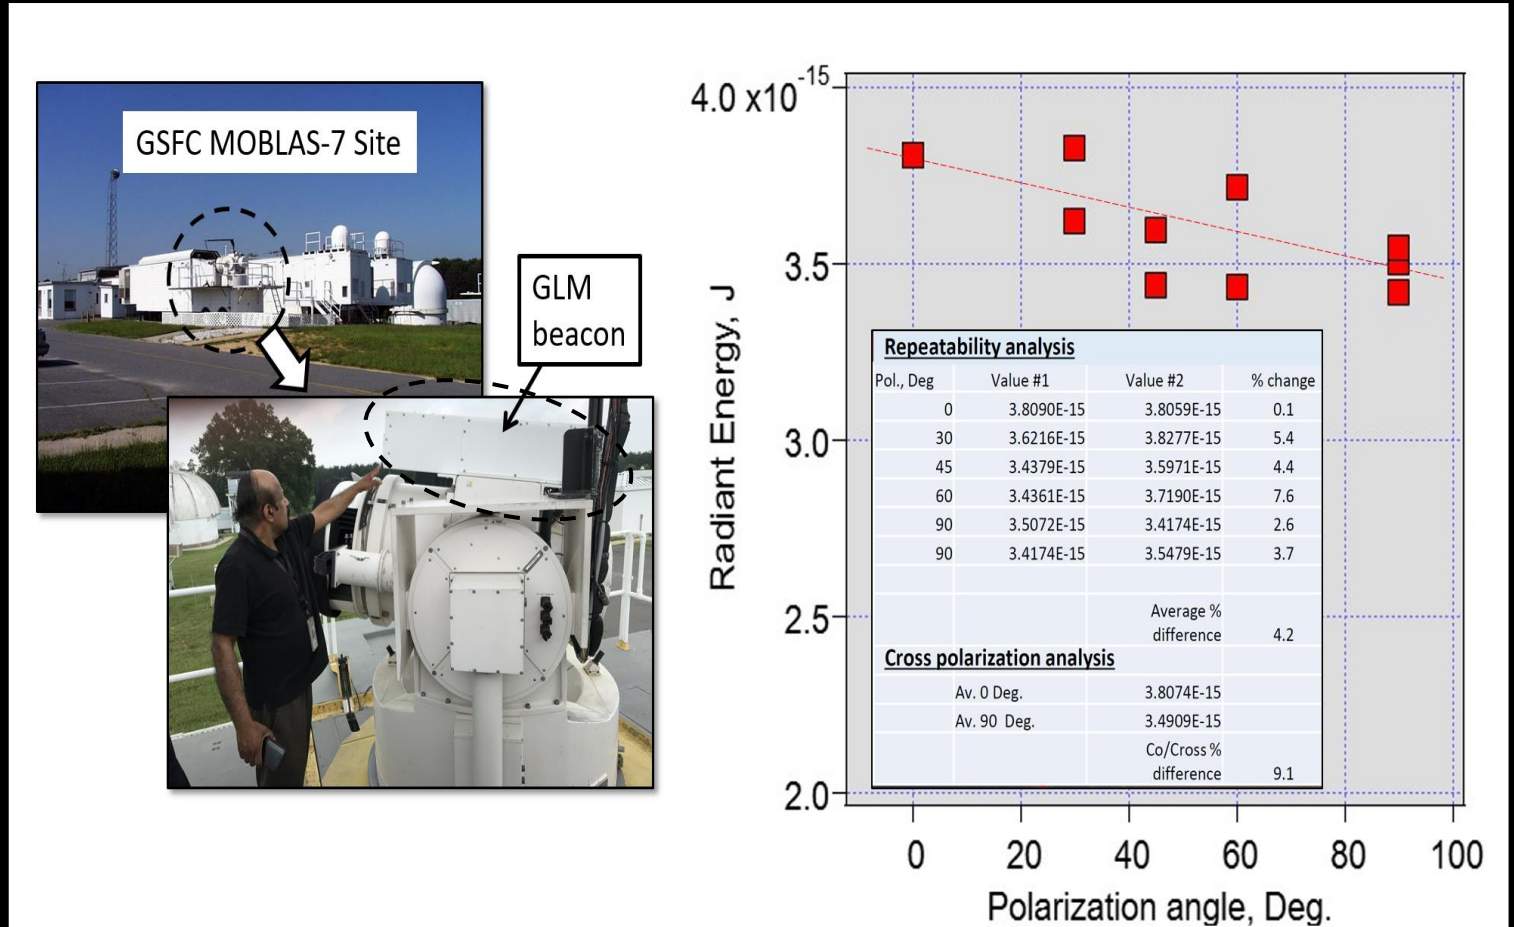 GSFC MOBLAS-7 Site
GLM
beacon
4.0 x10^-15
3.5
3.0
2.5
2.0
Radiant Energy, J
Repeatability analysis
Pol., Deg Value #1 Value #2 % change
0 3.8090E-15 3.8059E-15 0.1
30 3.6216E-15 3.8277E-15 5.4
45 3.4379E-15 3.5971E-15 4.4
60 3.4361E-15 3.7190E-15 7.6
90 3.5072E-15 3.4174E-15 2.6
90 3.4174E-15 3.5479E-15 3.7
Average %
difference 4.2
Cross polarization analysis
Av. 0 Deg. 3.8074E-15
Av. 90 Deg. 3.4909E-15
Co/Cross %
difference 9.1
0 20 40 60 80 100
Polarization angle, Deg.